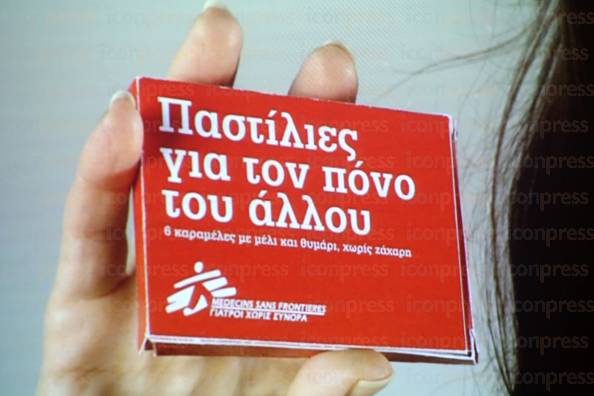 Παστίλιες
για τον πόνο
του άλλου
6 καραμέλες με μέλι και θυμάρι, χωρίς ζάχαρη
MEDECINS SANS FRONTIERES
ΓΙΑΤΡΟΙ ΧΩΡΙΣ ΣΥΝΟΡΑ
iconpress